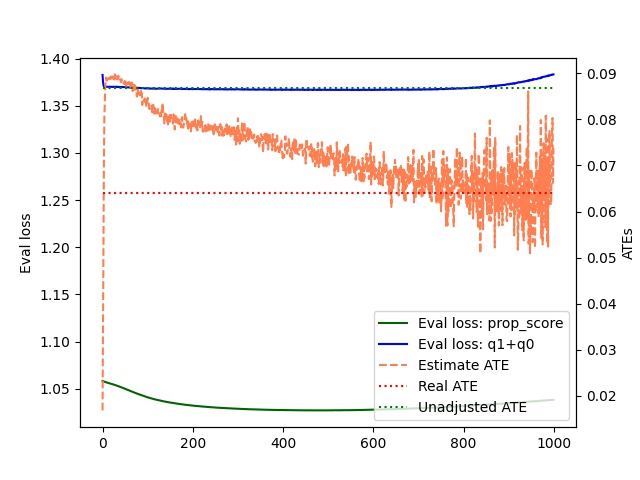 1.40
1.35
1.30
1.25
1.20
1.15
1.10
1.05
Eval loss
0.09
0.08
0.07
0.06
0.05
0.04
0.03
0.02
ATEs
Eval loss: prop_score
Eval loss: q1+q0
Estimate ATE
Real ATE
Unadjusted ATE
0 200 400 600 800 1000